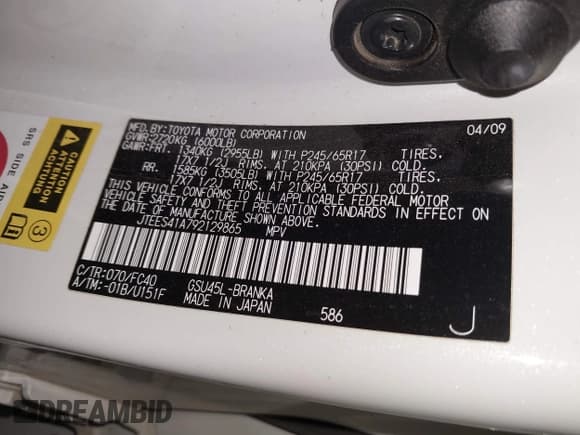 MFD.BY:TOYOTA MOTOR CORPORATION 04/09
GVWR:2720KG (6000LB)
GAWR:FRT. 1340KG (2955LB) WITH P245/65R17 TIRES.
17X7 1/2J RIMS. AT 210KPA (30PSI) COLD.
RR. 1585KG (3505LB) WITH P245/65R17 TIRES.
17X7 1/2J RIMS. AT 210KPA (30PSI) COLD.
THIS VEHICLE CONFORMS TO ALL APPLICABLE FEDERAL MOTOR
VEHICLE SAFETY AND THEFT PREVENTION STANDARDS IN EFFECT ON
THE DATE OF MANUFACTURE SHOWN ABOVE.
JTEES41A792129865 MPV
C/TR:070/FC40 GSU45L-BRANKA
A/TM:-01B/U151F MADE IN JAPAN 586 J
SRS SIDE AI
CAUTION
ATTENTION
ACHTUNG
3
DREAMBID